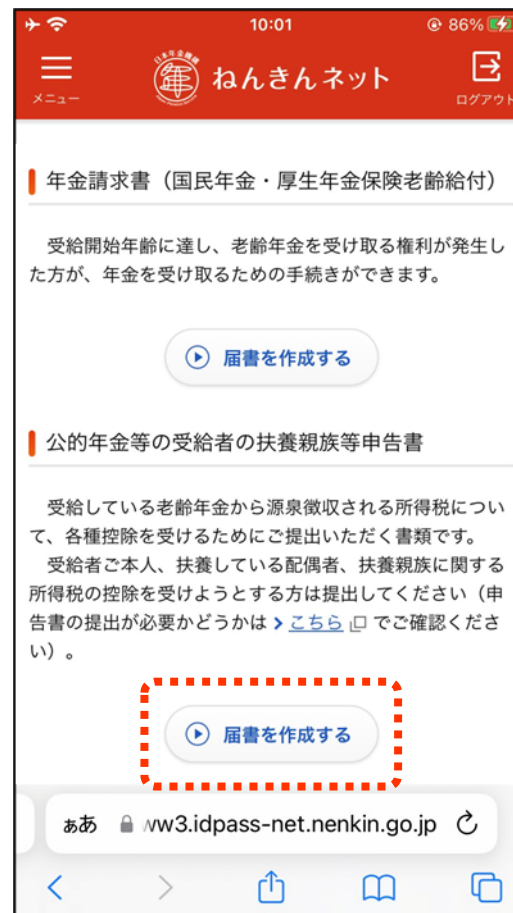 10:01
86%
メニュー
ねんきんネット
ログアウト
年金請求書（国民年金・厚生年金保険老齢給付）
受給開始年齢に達し、老齢年金を受け取る権利が発生し
た方が、年金を受け取るための手続きができます。
届書を作成する
公的年金等の受給者の扶養親族等申告書
受給している老齢年金から源泉徴収される所得税につい
て、各種控除を受けるためにご提出いただく書類です。
受給者ご本人、扶養している配偶者、扶養親族に関する
所得税の控除を受けようとする方は提出してください（申
告書の提出が必要かどうかは こちら でご確認くださ
い）。
届書を作成する
ぁあ ww3.idpass-net.nenkin.go.jp